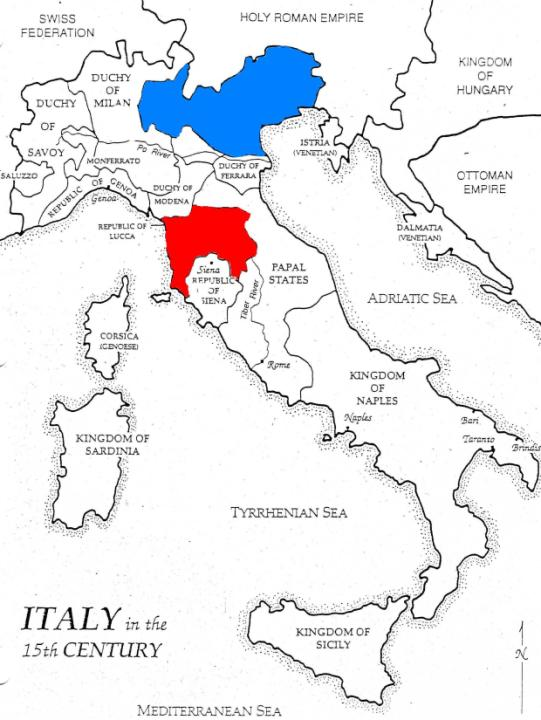 SWISS
FEDERATION
HOLY ROMAN EMPIRE
KINGDOM
OF
HUNGARY
DUCHY
OF
MILAN
DUCHY
OF
SAVOY
Po River
ISTRIA
(VENETIAN)
MONFERRATO
DUCHY OF
FERRARA
SALUZZO
OTTOMAN
EMPIRE
REPUBLIC OF GENOA
Genoa
DUCHY OF
MODENA
REPUBLIC OF
LUCCA
DALMATIA
(VENETIAN)
Siena
REPUBLIC
OF
SIENA
PAPAL
STATES
Tiber River
ADRIATIC SEA
CORSICA
(GENOESE)
Rome
KINGDOM
OF
NAPLES
Naples
Bari
Taranto
Brindisi
KINGDOM OF
SARDINIA
TYRRHENIAN SEA
ITALY in the
15th CENTURY
KINGDOM OF
SICILY
N
MEDITERRANEAN SEA